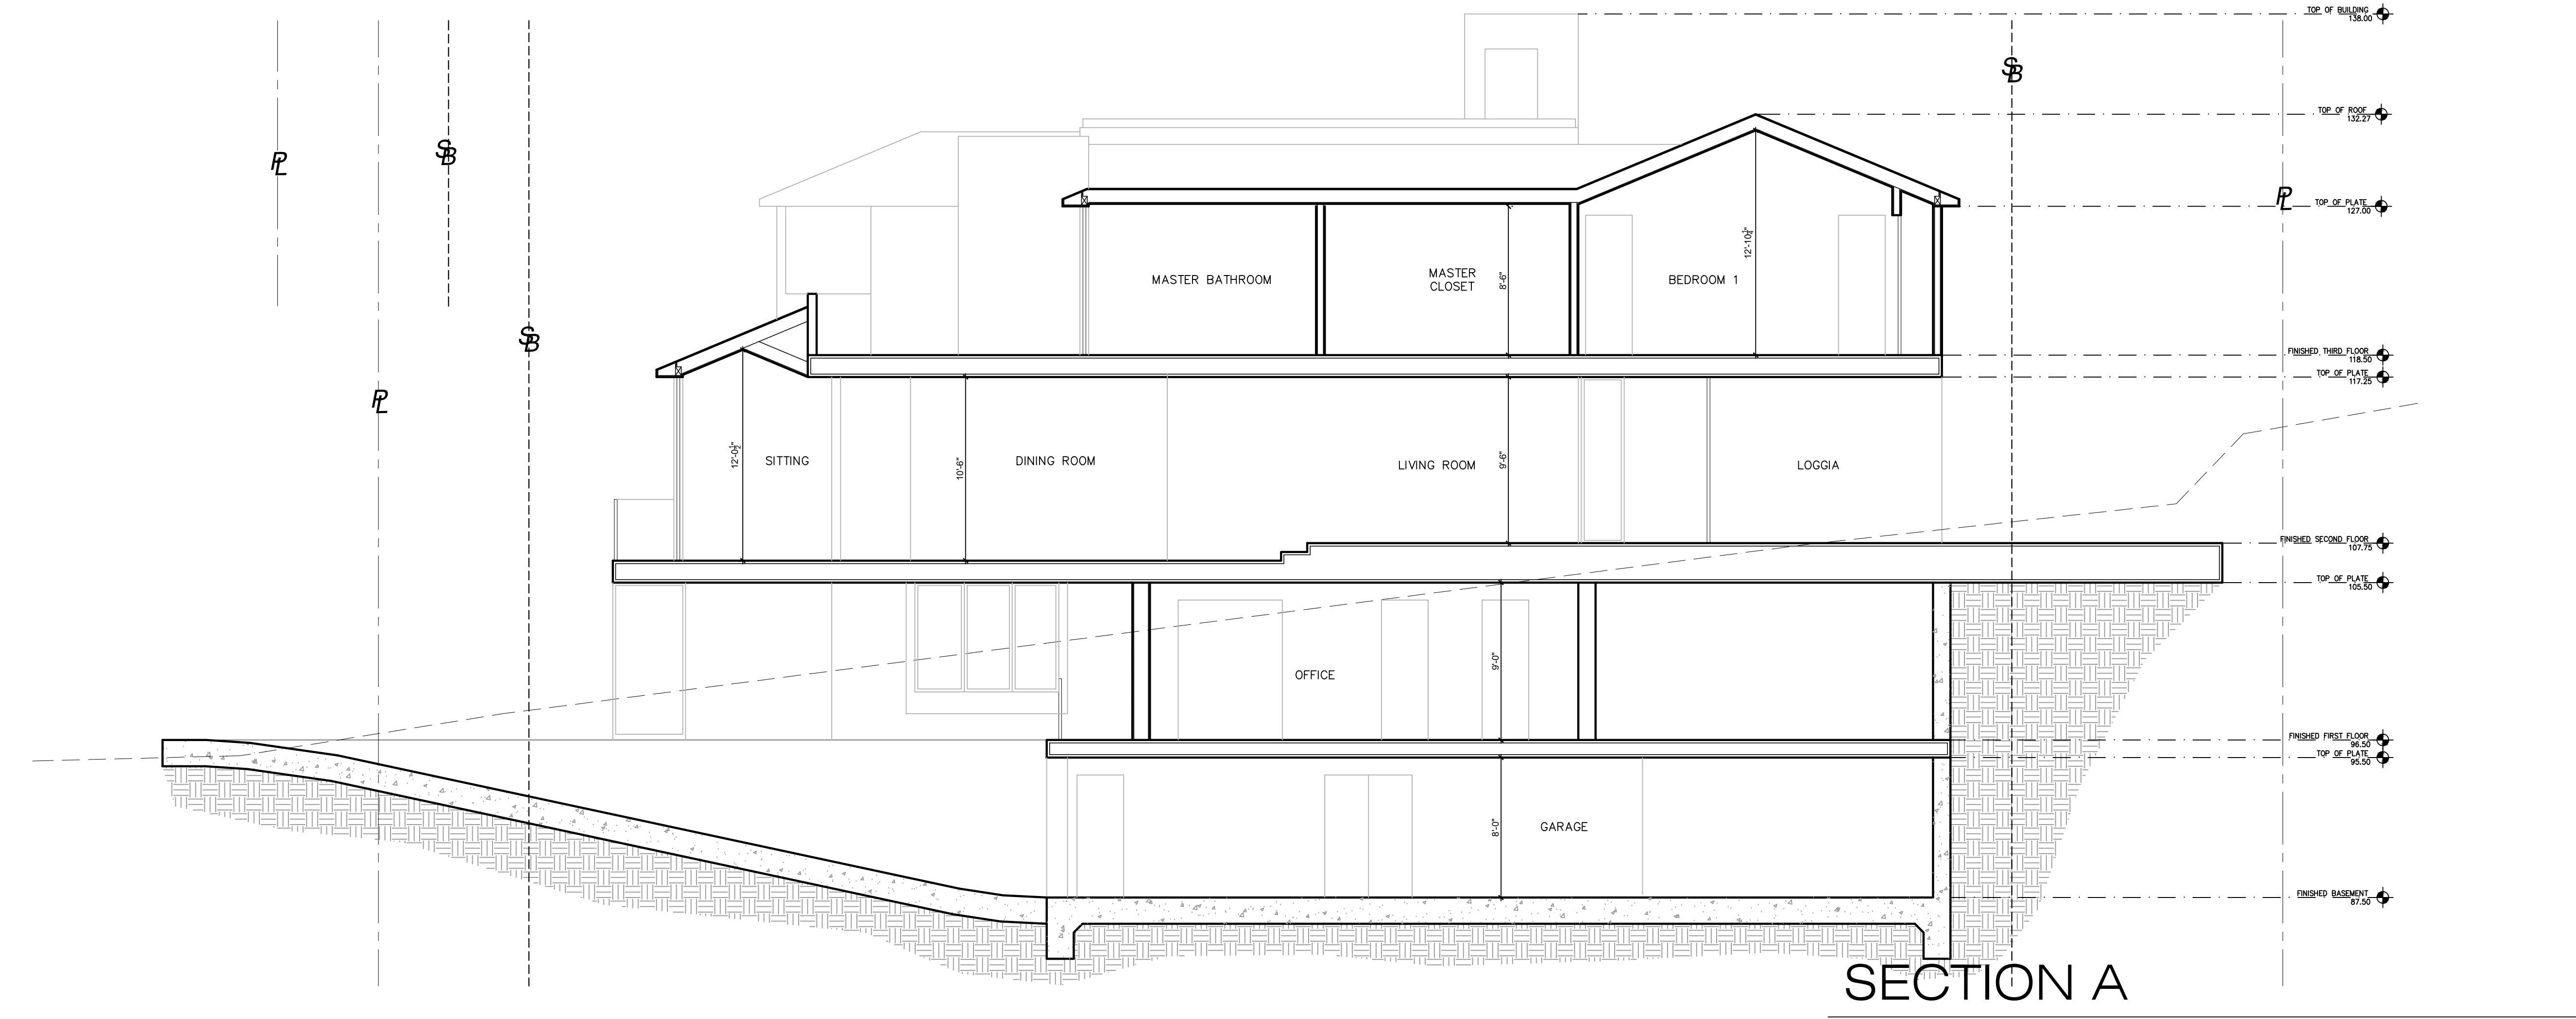 TOP OF BUILDING
138.00
SB
TOP OF ROOF
132.27
PL
SB
PL
TOP OF PLATE
127.00
12'-10¼"
MASTER BATHROOM
MASTER
CLOSET
8'-6"
BEDROOM 1
SB
FINISHED THIRD FLOOR
118.50
TOP OF PLATE
117.25
PL
12'-0½"
SITTING
10'-6"
DINING ROOM
LIVING ROOM
9'-6"
LOGGIA
FINISHED SECOND FLOOR
107.75
TOP OF PLATE
105.50
OFFICE
9'-0"
FINISHED FIRST FLOOR
96.50
TOP OF PLATE
95.50
8'-0"
GARAGE
FINISHED BASEMENT
87.50
SECTION A